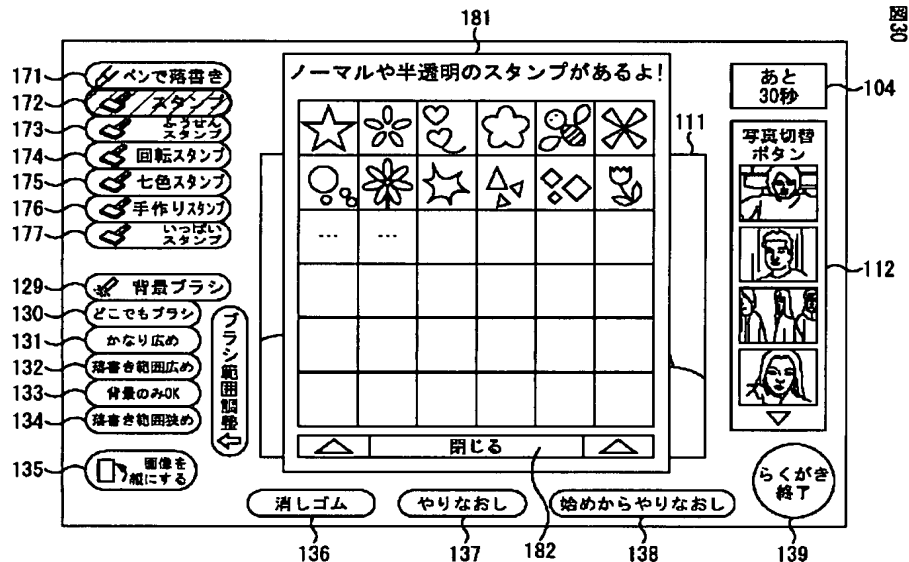 図30
181
ノーマルや半透明のスタンプがあるよ!
171
ペンで落書き
172
スタンプ
173
ふうせん
スタンプ
174
回転スタンプ
175
七色スタンプ
176
手作りスタンプ
177
いっぱい
スタンプ
129
背景ブラシ
130
どこでもブラシ
131
かなり広め
132
落書き範囲広め
133
背景のみOK
134
落書き範囲狭め
ブラシ範囲調整
135
画像を
縦にする
--- ---
閉じる
111
あと
30秒
104
写真切替
ボタン
112
らくがき
終了
139
消しゴム
やりなおし
始めからやりなおし
136
137
182
138